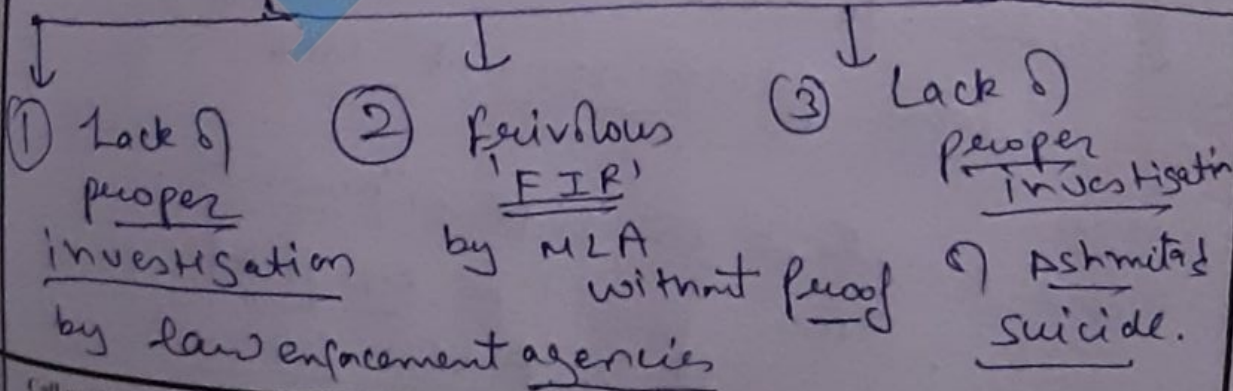 ① Lack of
proper
investigation
by law enforcement agencies
② Frivolous
'FIR'
by MLA
without proof
③ Lack of
proper
investigatin
of Ashmita's
suicide.